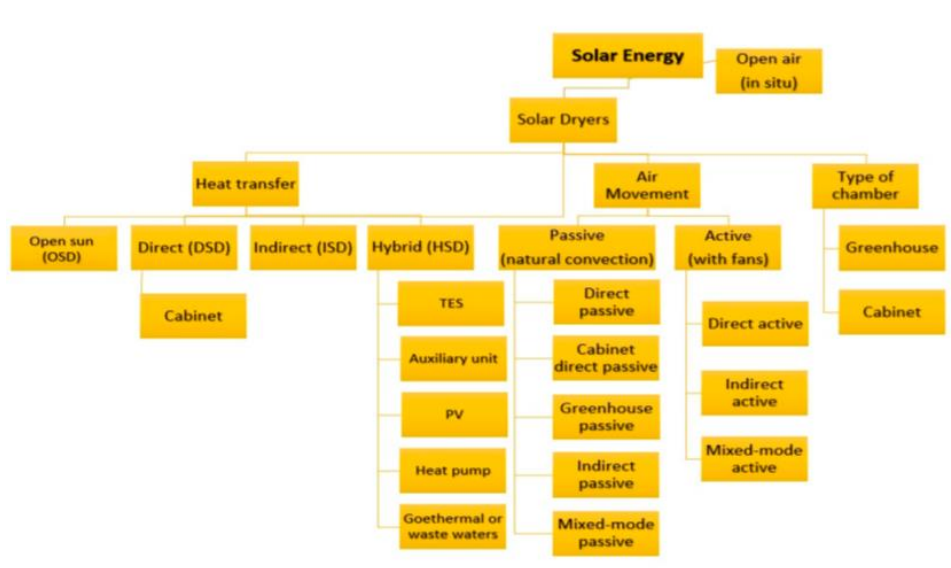 Solar Energy
Open air
(in situ)
Solar Dryers
Heat transfer
Air
Movement
Type of
chamber
Open sun
(OSD)
Direct (DSD)
Indirect (ISD)
Hybrid (HSD)
Passive
(natural convection)
Active
(with fans)
Greenhouse
Cabinet
TES
Auxiliary unit
PV
Heat pump
Goethermal or
waste waters
Direct
passive
Cabinet
direct passive
Greenhouse
passive
Indirect
passive
Mixed-mode
passive
Direct active
Indirect
active
Mixed-mode
active
Cabinet